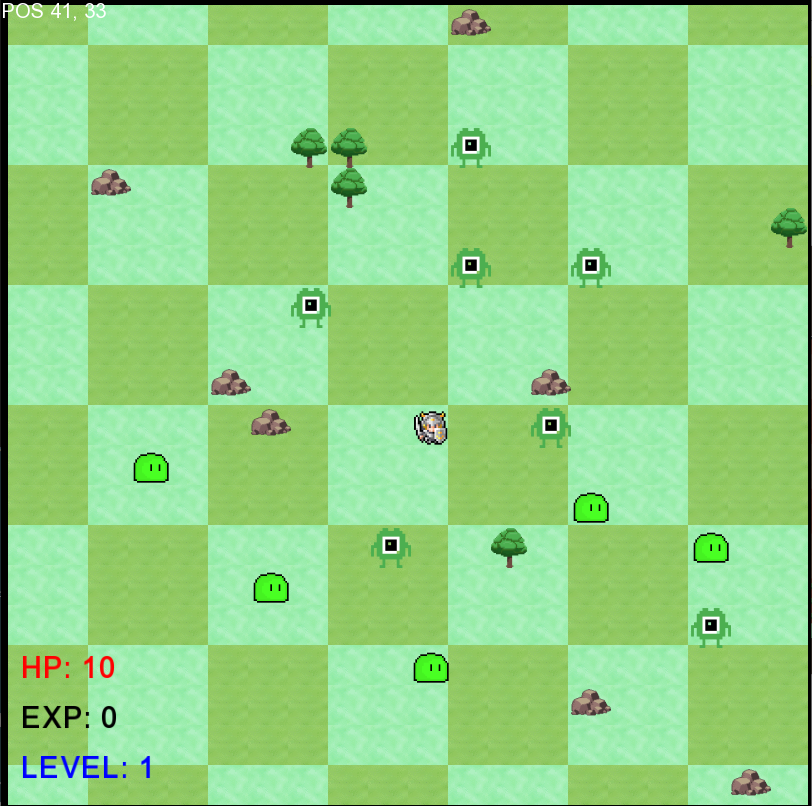 POS 41, 33
HP: 10
EXP: 0
LEVEL: 1